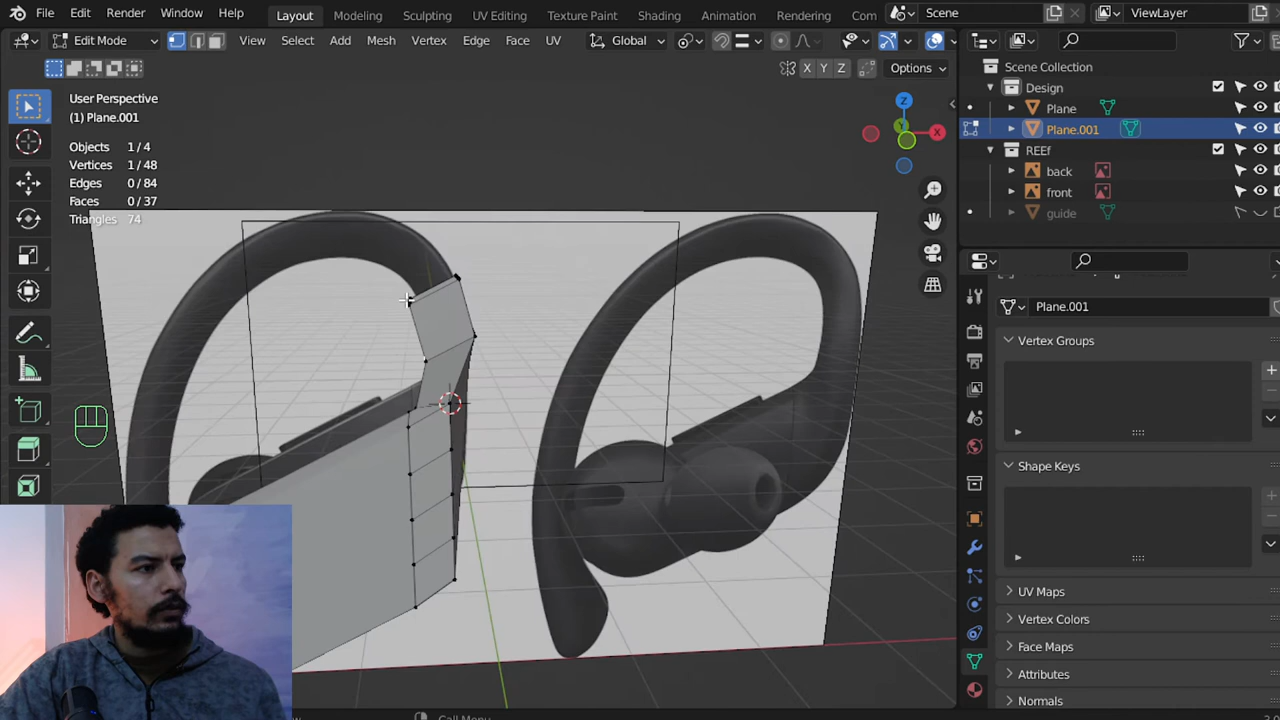 File Edit Render Window Help Layout Modeling Sculpting UV Editing Texture Paint Shading Animation Rendering Com Scene ViewLayer
Edit Mode View Select Add Mesh Vertex Edge Face UV Global
X Y Z Options
User Perspective
(1) Plane.001
Objects 1/4
Vertices 1/48
Edges 0/84
Faces 0/37
Triangles 74
Z
X
Y
Scene Collection
Design
Plane
Plane.001
REEf
back
front
guide
Plane.001
Vertex Groups
Shape Keys
UV Maps
Vertex Colors
Face Maps
Attributes
Normals
Call Menu